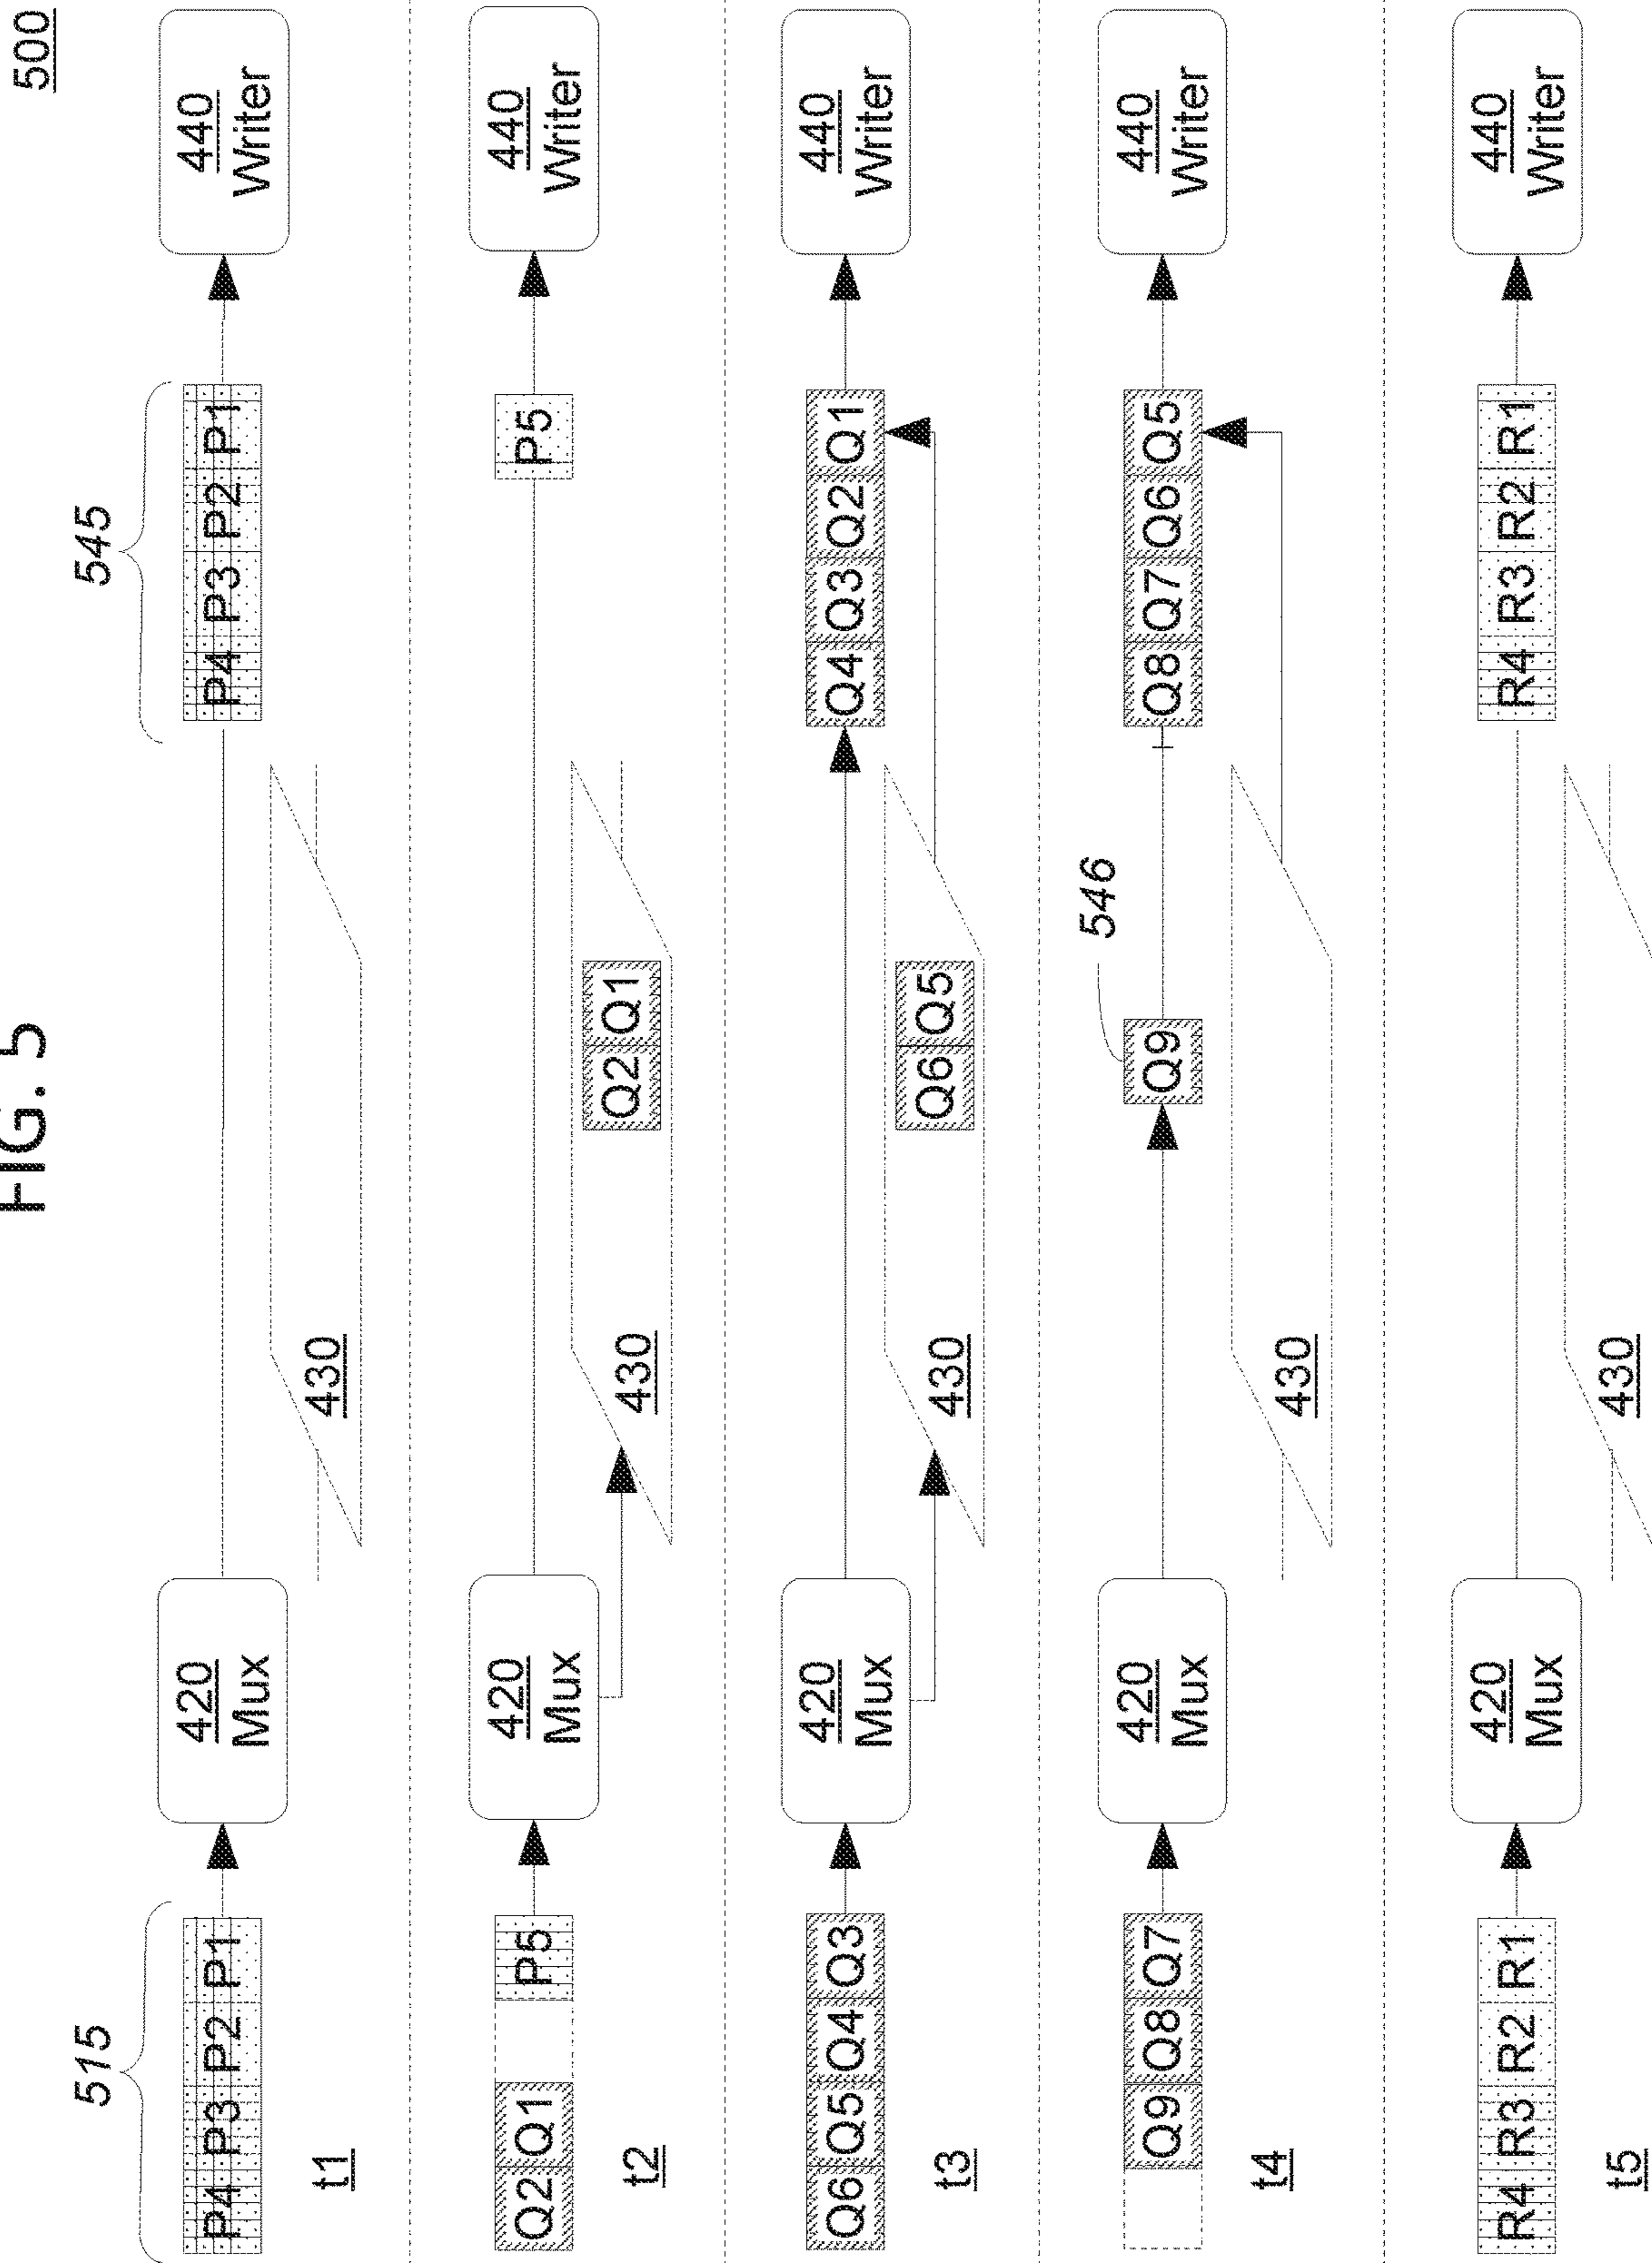 500
FIG. 5
515
545
P4 P3 P2 P1
420
Mux
P4 P3 P2 P1
440
Writer
430
t1
Q2 Q1 P5
420
Mux
P5
440
Writer
Q2 Q1
430
t2
Q6 Q5 Q4 Q3
420
Mux
Q4 Q3 Q2 Q1
440
Writer
Q6 Q5
430
t3
546
Q9 Q8 Q7
420
Mux
Q9
Q8 Q7 Q6 Q5
440
Writer
430
t4
R4 R3 R2 R1
420
Mux
R4 R3 R2 R1
440
Writer
430
t5